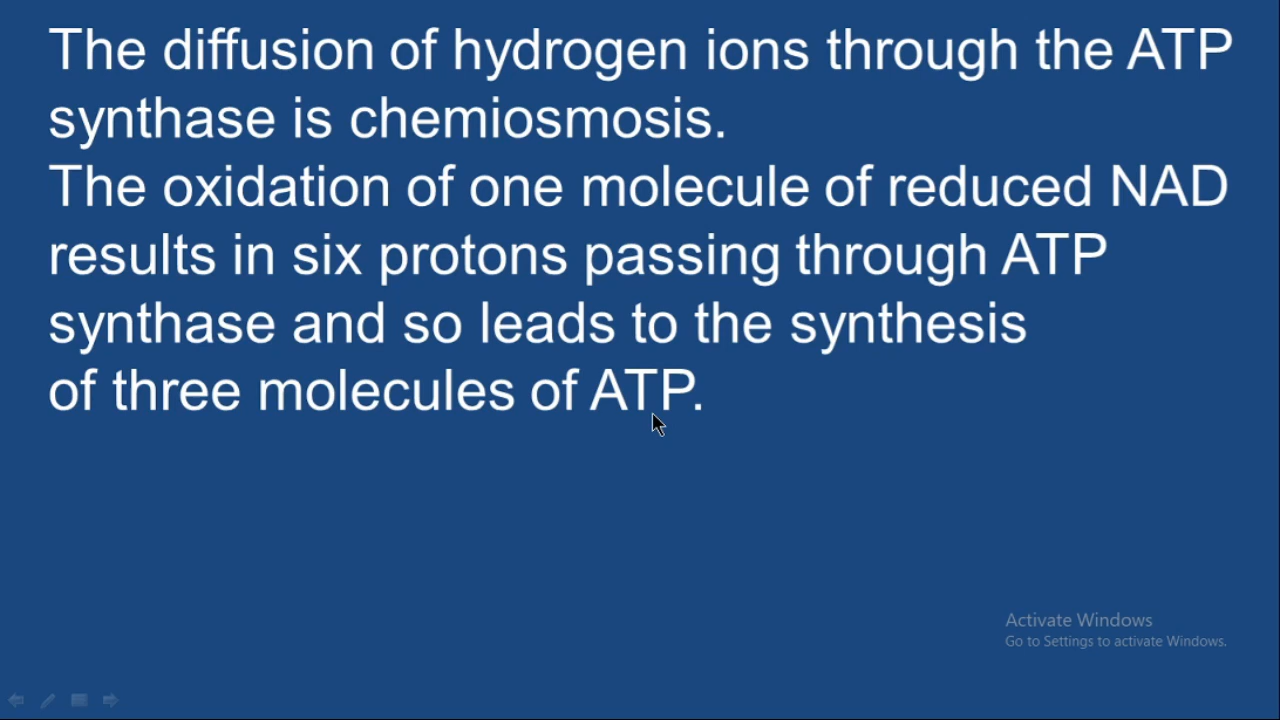 The diffusion of hydrogen ions through the ATP
synthase is chemiosmosis.
The oxidation of one molecule of reduced NAD
results in six protons passing through ATP
synthase and so leads to the synthesis
of three molecules of ATP.
Activate Windows
Go to Settings to activate Windows.